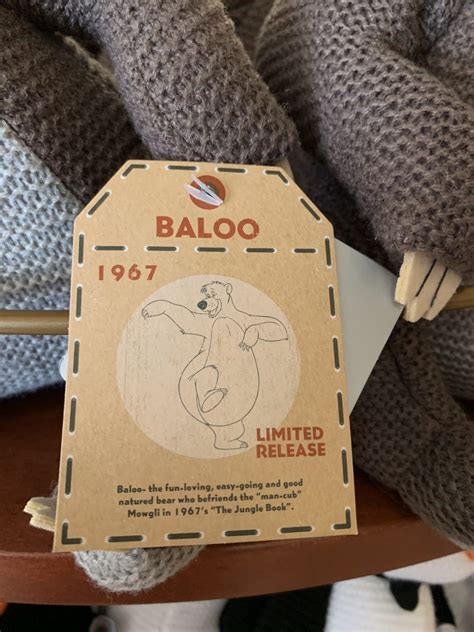 BALOO
1967
LIMITED
RELEASE
Baloo- the fun-loving, easy-going and good
natured bear who befriends the "man-cub"
Mowgli in 1967's "The Jungle Book".